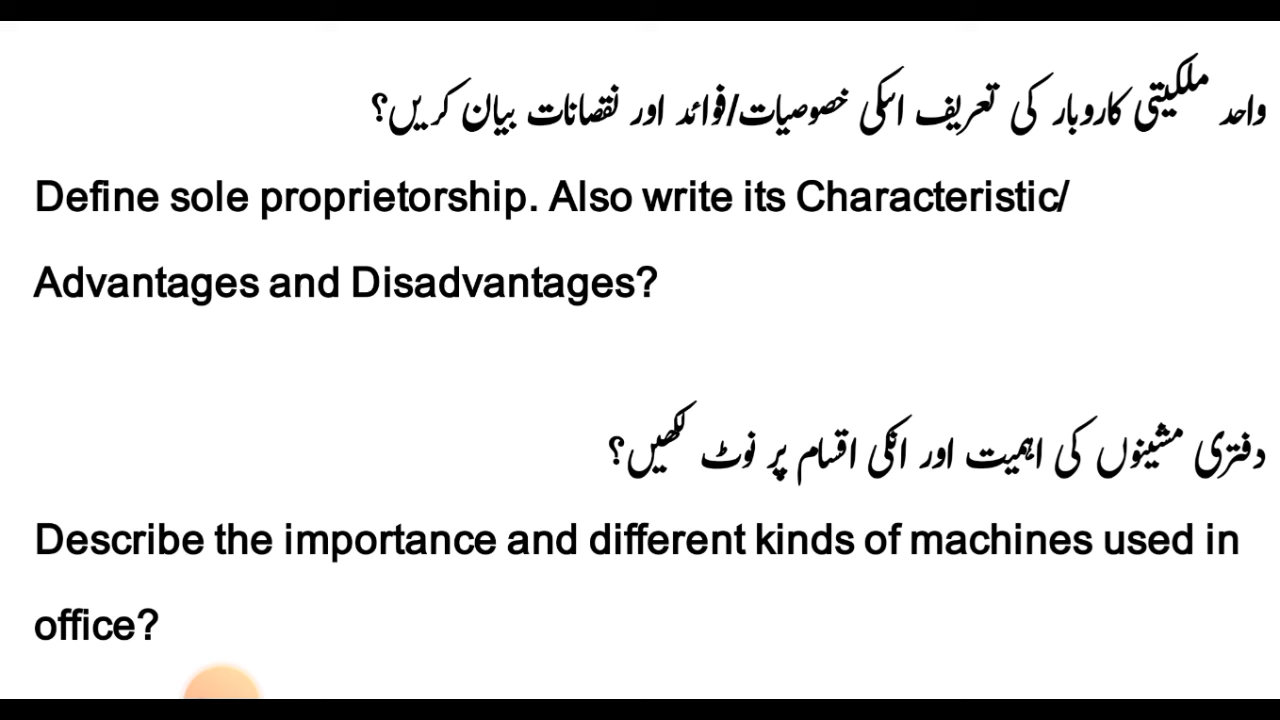 واحد ملکیتی کاروبار کی تعریف اسکی خصوصیات/فوائد اور نقصانات بیان کریں؟
Define sole proprietorship. Also write its Characteristic/
Advantages and Disadvantages?
دفتری مشینوں کی اہمیت اور انکی اقسام پر نوٹ لکھیں؟
Describe the importance and different kinds of machines used in
office?